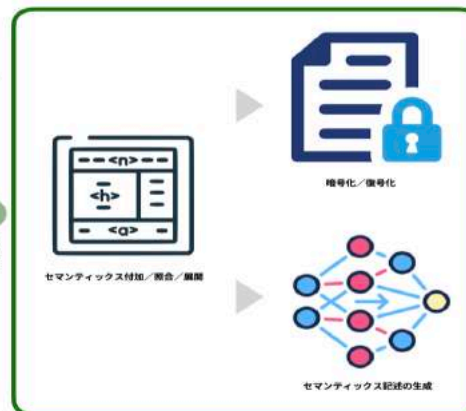 <n>
<h>
<a>
セマンティックス付加／照合／展開
暗号化／復号化
セマンティックス記述の生成